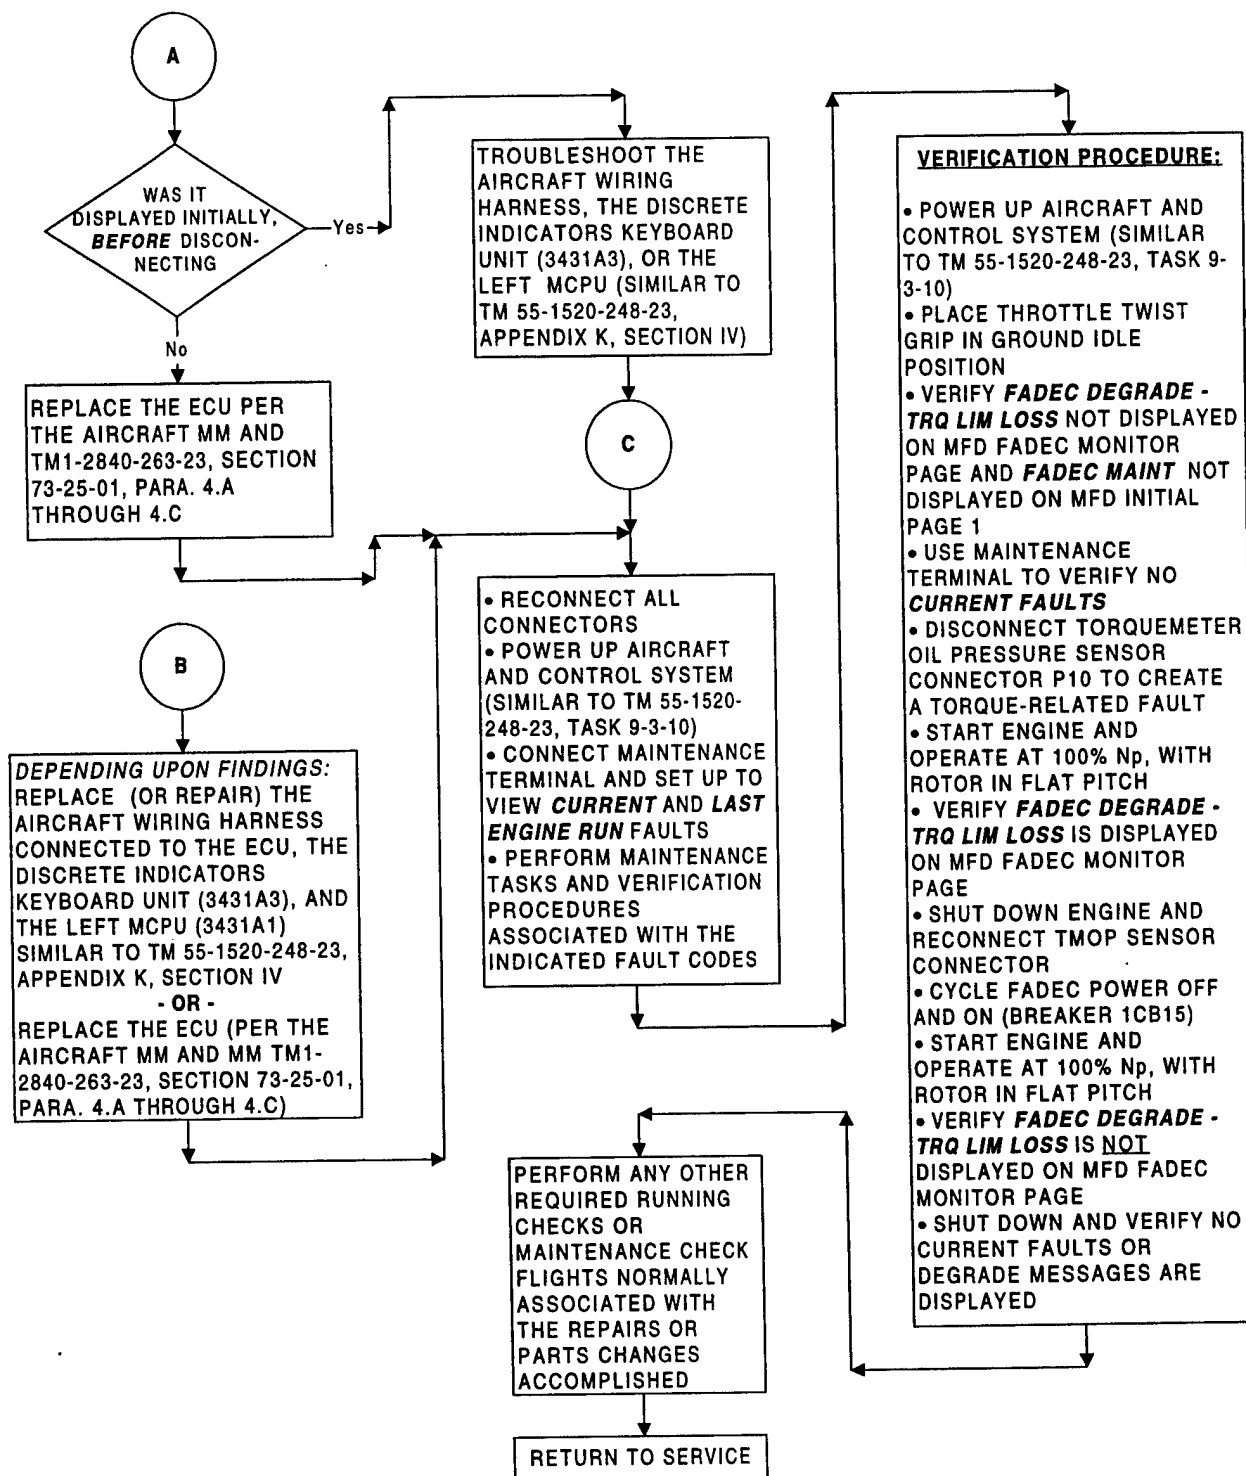 A
WAS IT
DISPLAYED INITIALLY,
BEFORE DISCON-
NECTING
Yes
No
REPLACE THE ECU PER
THE AIRCRAFT MM AND
TM1-2840-263-23, SECTION
73-25-01, PARA. 4.A
THROUGH 4.C
B
DEPENDING UPON FINDINGS:
REPLACE (OR REPAIR) THE
AIRCRAFT WIRING HARNESS
CONNECTED TO THE ECU, THE
DISCRETE INDICATORS
KEYBOARD UNIT (3431A3), AND
THE LEFT MCPU (3431A1)
SIMILAR TO TM 55-1520-248-23,
APPENDIX K, SECTION IV
- OR -
REPLACE THE ECU (PER THE
AIRCRAFT MM AND MM TM1-
2840-263-23, SECTION 73-25-01,
PARA. 4.A THROUGH 4.C)
TROUBLESHOOT THE
AIRCRAFT WIRING
HARNESS, THE DISCRETE
INDICATORS KEYBOARD
UNIT (3431A3), OR THE
LEFT MCPU (SIMILAR TO
TM 55-1520-248-23,
APPENDIX K, SECTION IV)
C
• RECONNECT ALL
CONNECTORS
• POWER UP AIRCRAFT
AND CONTROL SYSTEM
(SIMILAR TO TM 55-1520-
248-23, TASK 9-3-10)
• CONNECT MAINTENANCE
TERMINAL AND SET UP TO
VIEW CURRENT AND LAST
ENGINE RUN FAULTS
• PERFORM MAINTENANCE
TASKS AND VERIFICATION
PROCEDURES
ASSOCIATED WITH THE
INDICATED FAULT CODES
VERIFICATION PROCEDURE:
• POWER UP AIRCRAFT AND
CONTROL SYSTEM (SIMILAR
TO TM 55-1520-248-23, TASK 9-
3-10)
• PLACE THROTTLE TWIST
GRIP IN GROUND IDLE
POSITION
• VERIFY FADEC DEGRADE -
TRQ LIM LOSS NOT DISPLAYED
ON MFD FADEC MONITOR
PAGE AND FADEC MAINT NOT
DISPLAYED ON MFD INITIAL
PAGE 1
• USE MAINTENANCE
TERMINAL TO VERIFY NO
CURRENT FAULTS
• DISCONNECT TORQUEMETER
OIL PRESSURE SENSOR
CONNECTOR P10 TO CREATE
A TORQUE-RELATED FAULT
• START ENGINE AND
OPERATE AT 100% Np, WITH
ROTOR IN FLAT PITCH
• VERIFY FADEC DEGRADE -
TRQ LIM LOSS IS DISPLAYED
ON MFD FADEC MONITOR
PAGE
• SHUT DOWN ENGINE AND
RECONNECT TMOP SENSOR
CONNECTOR
• CYCLE FADEC POWER OFF
AND ON (BREAKER 1CB15)
• START ENGINE AND
OPERATE AT 100% Np, WITH
ROTOR IN FLAT PITCH
• VERIFY FADEC DEGRADE -
TRQ LIM LOSS IS NOT
DISPLAYED ON MFD FADEC
MONITOR PAGE
• SHUT DOWN AND VERIFY NO
CURRENT FAULTS OR
DEGRADE MESSAGES ARE
DISPLAYED
PERFORM ANY OTHER
REQUIRED RUNNING
CHECKS OR
MAINTENANCE CHECK
FLIGHTS NORMALLY
ASSOCIATED WITH
THE REPAIRS OR
PARTS CHANGES
ACCOMPLISHED
RETURN TO SERVICE